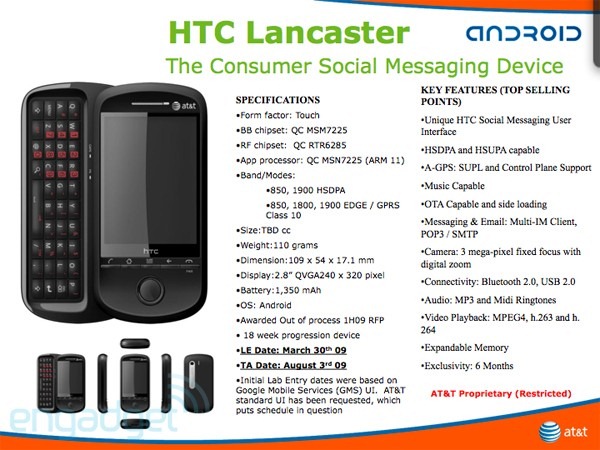 HTC Lancaster
ANDROID
The Consumer Social Messaging Device
SPECIFICATIONS
•Form factor: Touch
•BB chipset:  QC MSM7225
•RF chipset:  QC RTR6285
•App processor: QC MSN7225 (ARM 11)
•Band/Modes:
•850, 1900 HSDPA
•850, 1800, 1900 EDGE / GPRS
Class 10
•Size:TBD cc
•Weight:110 grams
•Dimension:109 x 54 x 17.1 mm
•Display:2.8” QVGA240 x 320 pixel
•Battery:1,350 mAh
•OS: Android
•Awarded Out of process 1H09 RFP
• 18 week progression device
•LE Date: March 30th 09
•TA Date: August 3rd 09
•Initial Lab Entry dates were based on
Google Mobile Services (GMS) UI.  AT&T
standard UI has been requested, which
puts schedule in question
KEY FEATURES (TOP SELLING
POINTS)
•Unique HTC Social Messaging User
Interface
•HSDPA and HSUPA capable
•A-GPS: SUPL and Control Plane Support
•Music Capable
•OTA Capable and side loading
•Messaging & Email: Multi-IM Client,
POP3 / SMTP
•Camera: 3 mega-pixel fixed focus with
digital zoom
•Connectivity: Bluetooth 2.0, USB 2.0
•Audio: MP3 and Midi Ringtones
•Video Playback: MPEG4, h.263 and h.
264
•Expandable Memory
•Exclusivity: 6 Months
AT&T Proprietary (Restricted)
at&t
hTC
engadget
at&t